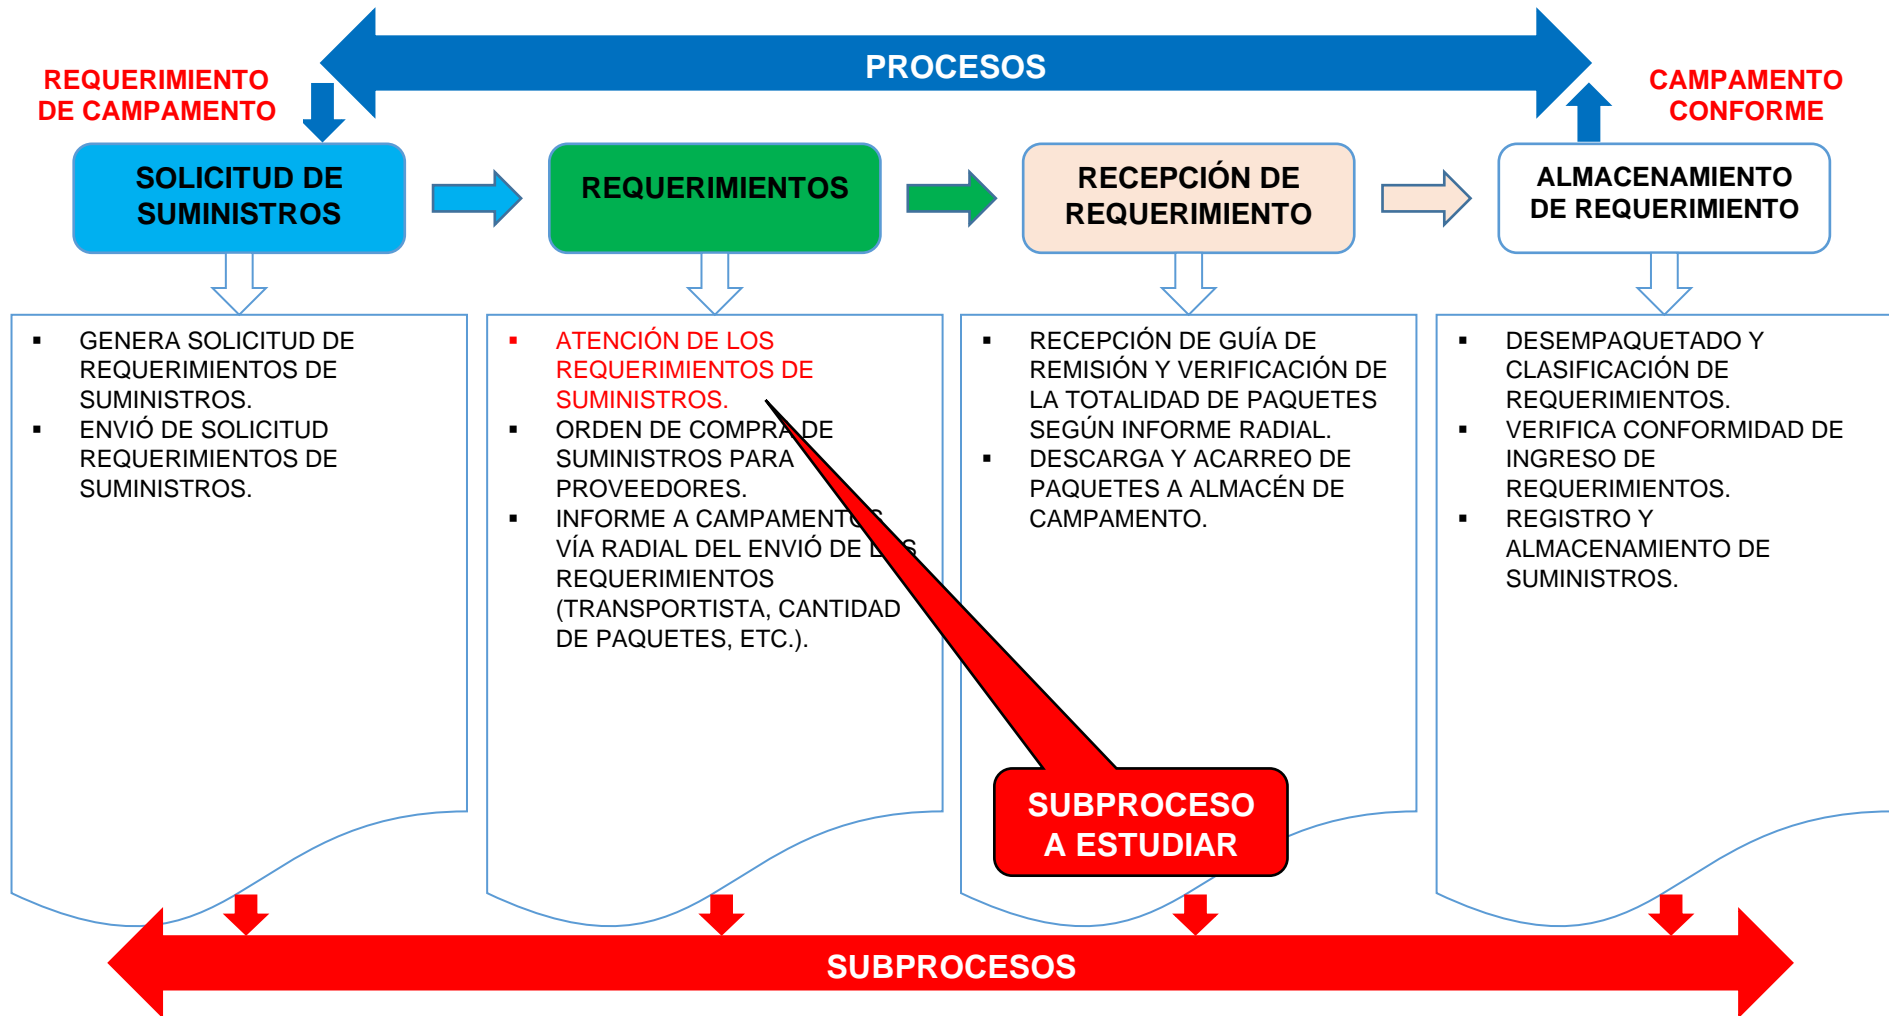 PROCESOS
REQUERIMIENTO
DE CAMPAMENTO
CAMPAMENTO
CONFORME
SOLICITUD DE
SUMINISTROS
REQUERIMIENTOS
RECEPCIÓN DE
REQUERIMIENTO
ALMACENAMIENTO
DE REQUERIMIENTO
▪ GENERA SOLICITUD DE
REQUERIMIENTOS DE
SUMINISTROS.
▪ ENVIÓ DE SOLICITUD
REQUERIMIENTOS DE
SUMINISTROS.
▪ ATENCIÓN DE LOS
REQUERIMIENTOS DE
SUMINISTROS.
▪ ORDEN DE COMPRA DE
SUMINISTROS PARA
PROVEEDORES.
▪ INFORME A CAMPAMENTOS
VÍA RADIAL DEL ENVIÓ DE LOS
REQUERIMIENTOS
(TRANSPORTISTA, CANTIDAD
DE PAQUETES, ETC.).
▪ RECEPCIÓN DE GUÍA DE
REMISIÓN Y VERIFICACIÓN DE
LA TOTALIDAD DE PAQUETES
SEGÚN INFORME RADIAL.
▪ DESCARGA Y ACARREO DE
PAQUETES A ALMACÉN DE
CAMPAMENTO.
▪ DESEMPAQUETADO Y
CLASIFICACIÓN DE
REQUERIMIENTOS.
▪ VERIFICA CONFORMIDAD DE
INGRESO DE
REQUERIMIENTOS.
▪ REGISTRO Y
ALMACENAMIENTO DE
SUMINISTROS.
SUBPROCESO
A ESTUDIAR
SUBPROCESOS